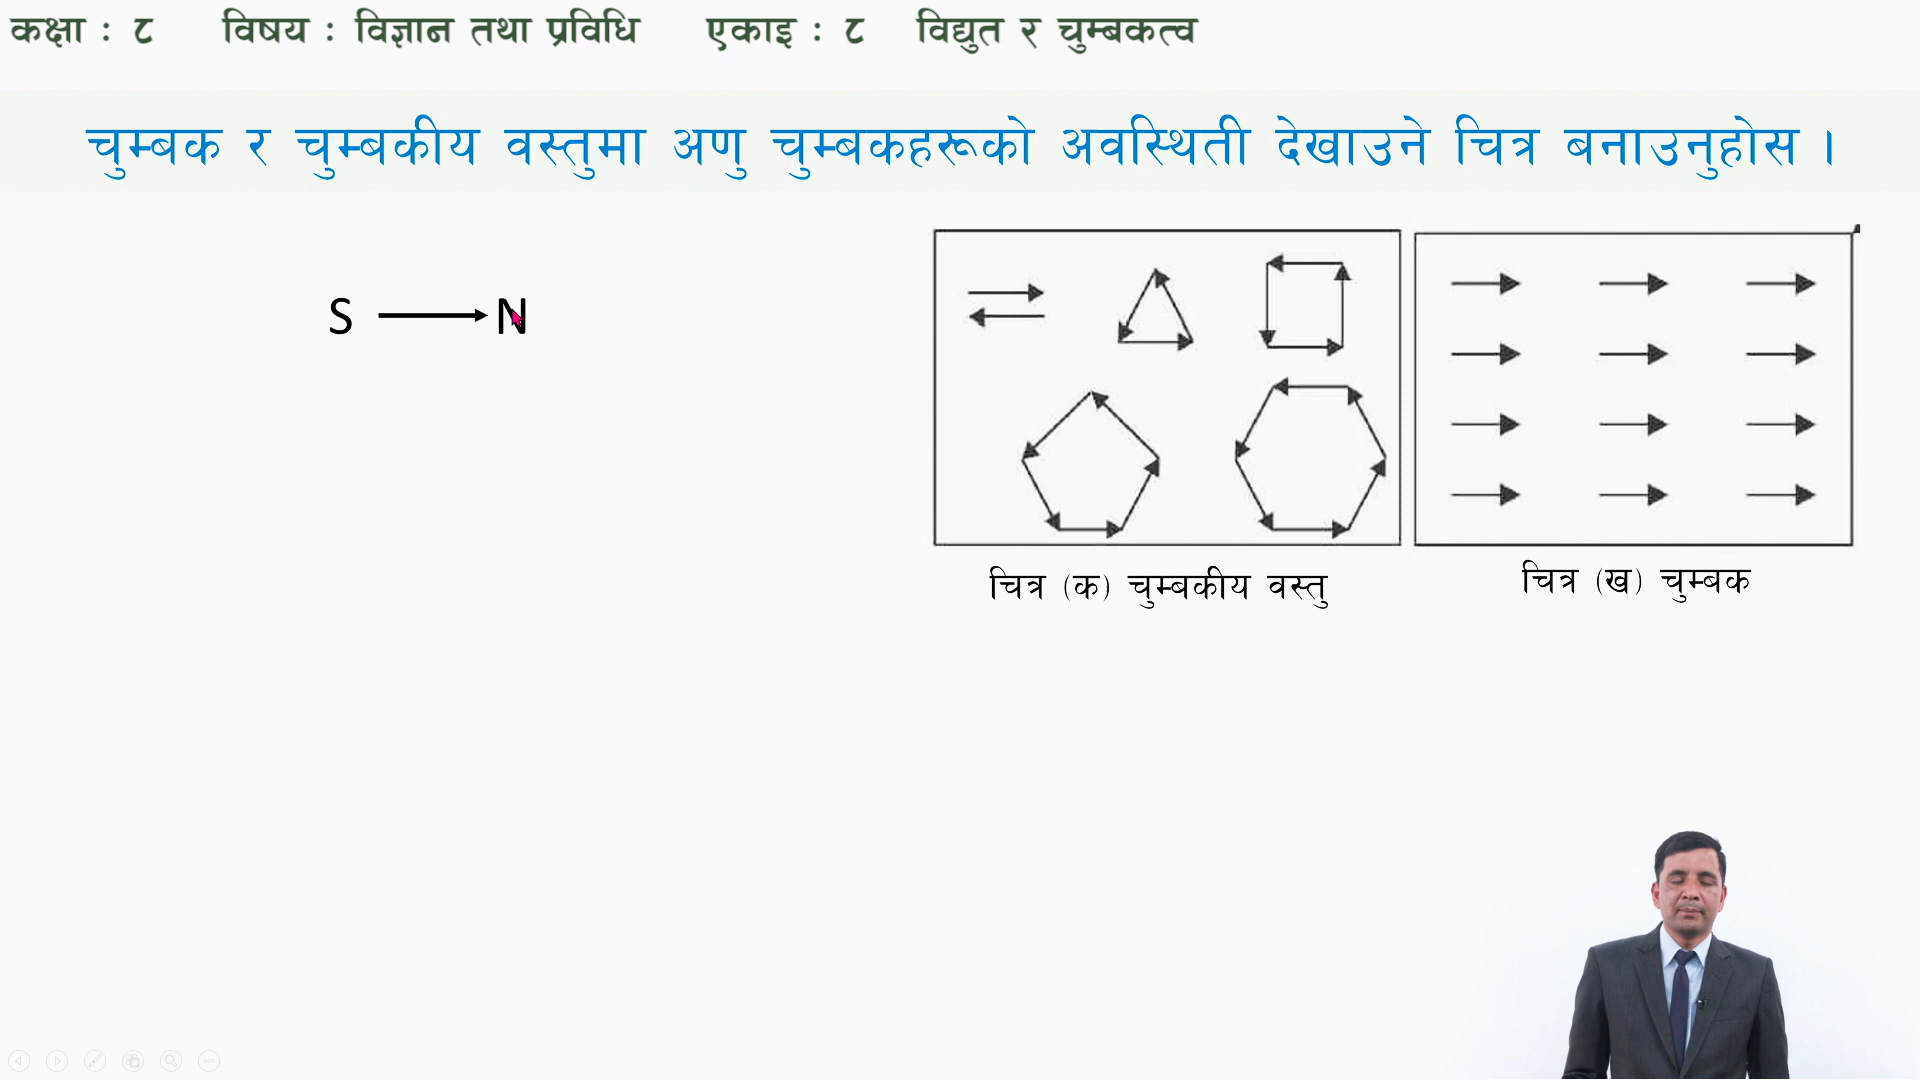 कक्षा : ८ विषय : विज्ञान तथा प्रविधि एकाइ : ८ विद्युत र चुम्बकत्व
चुम्बक र चुम्बकीय वस्तुमा अणु चुम्बकहरूको अवस्थिती देखाउने चित्र बनाउनुहोस ।
S N
चित्र (क) चुम्बकीय वस्तु
चित्र (ख) चुम्बक